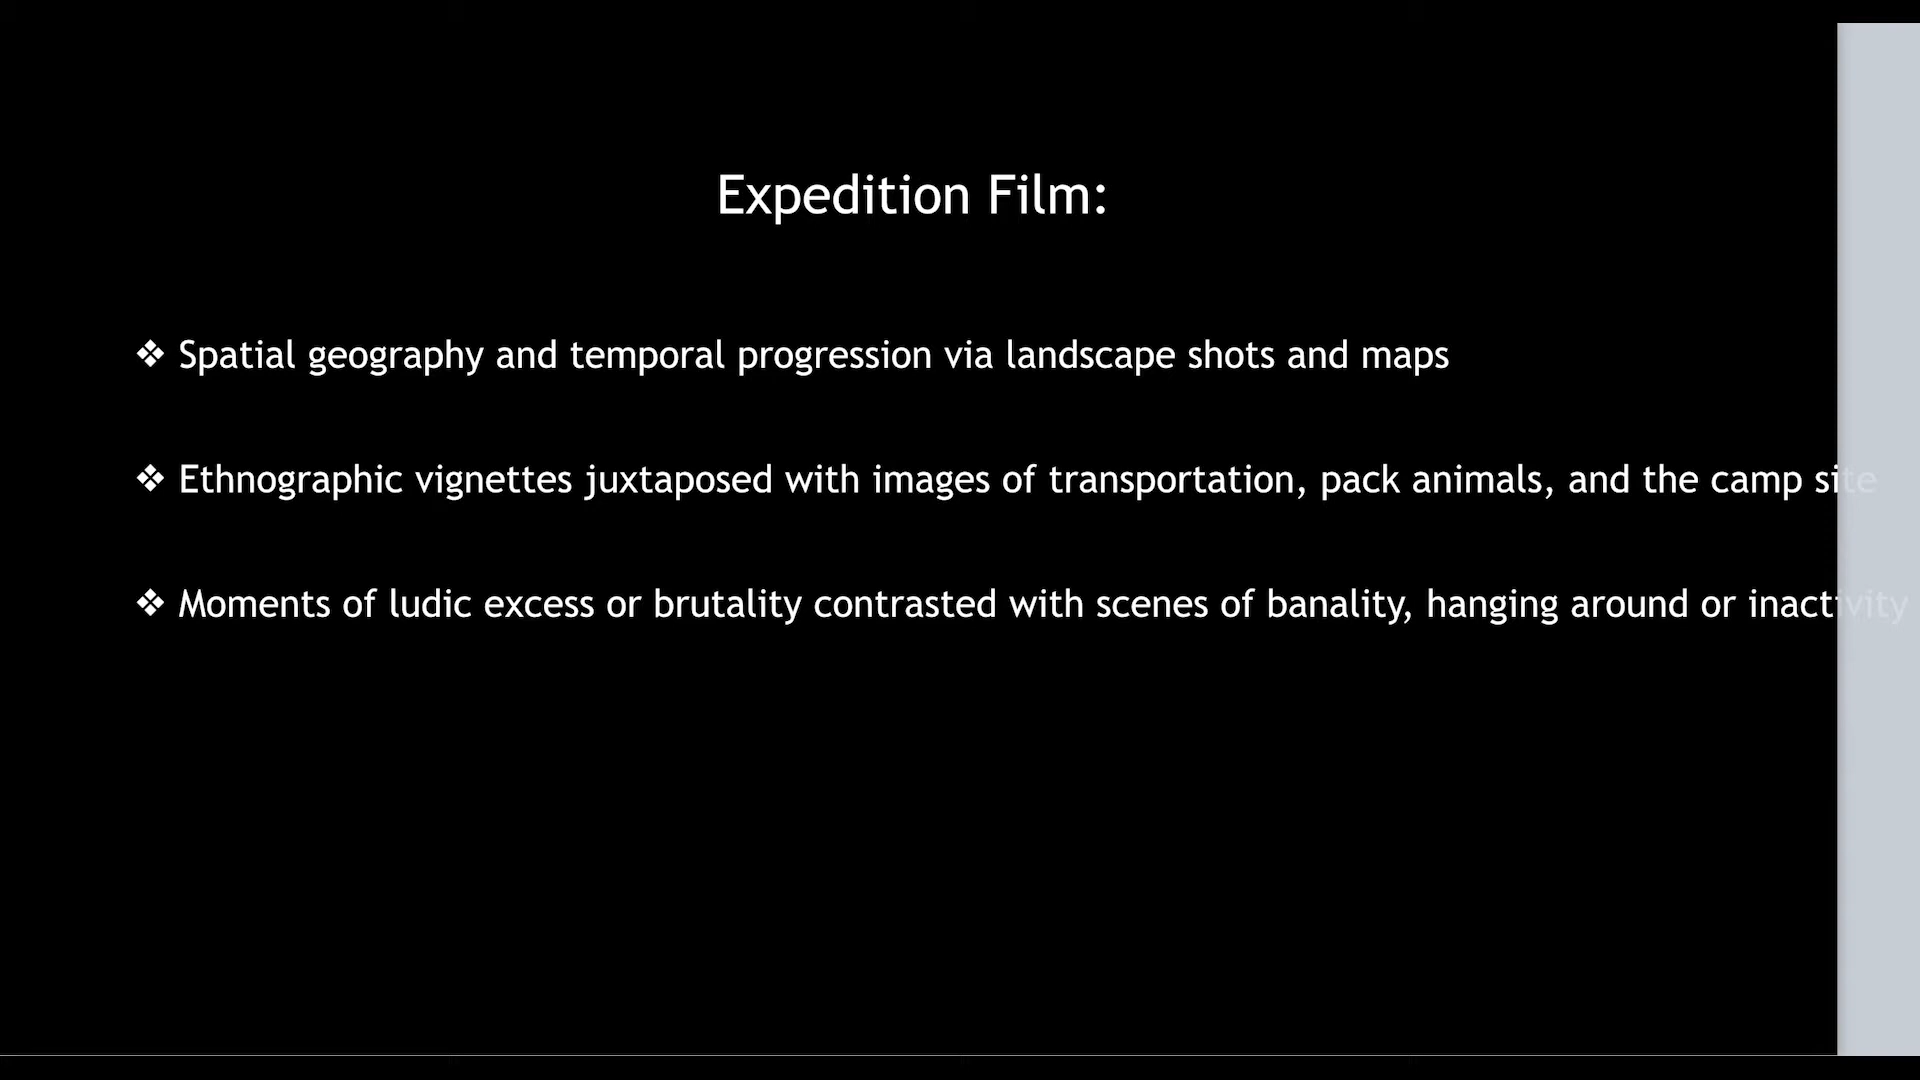 Expedition Film:
❖ Spatial geography and temporal progression via landscape shots and maps
❖ Ethnographic vignettes juxtaposed with images of transportation, pack animals, and the camp site
❖ Moments of ludic excess or brutality contrasted with scenes of banality, hanging around or inactivity